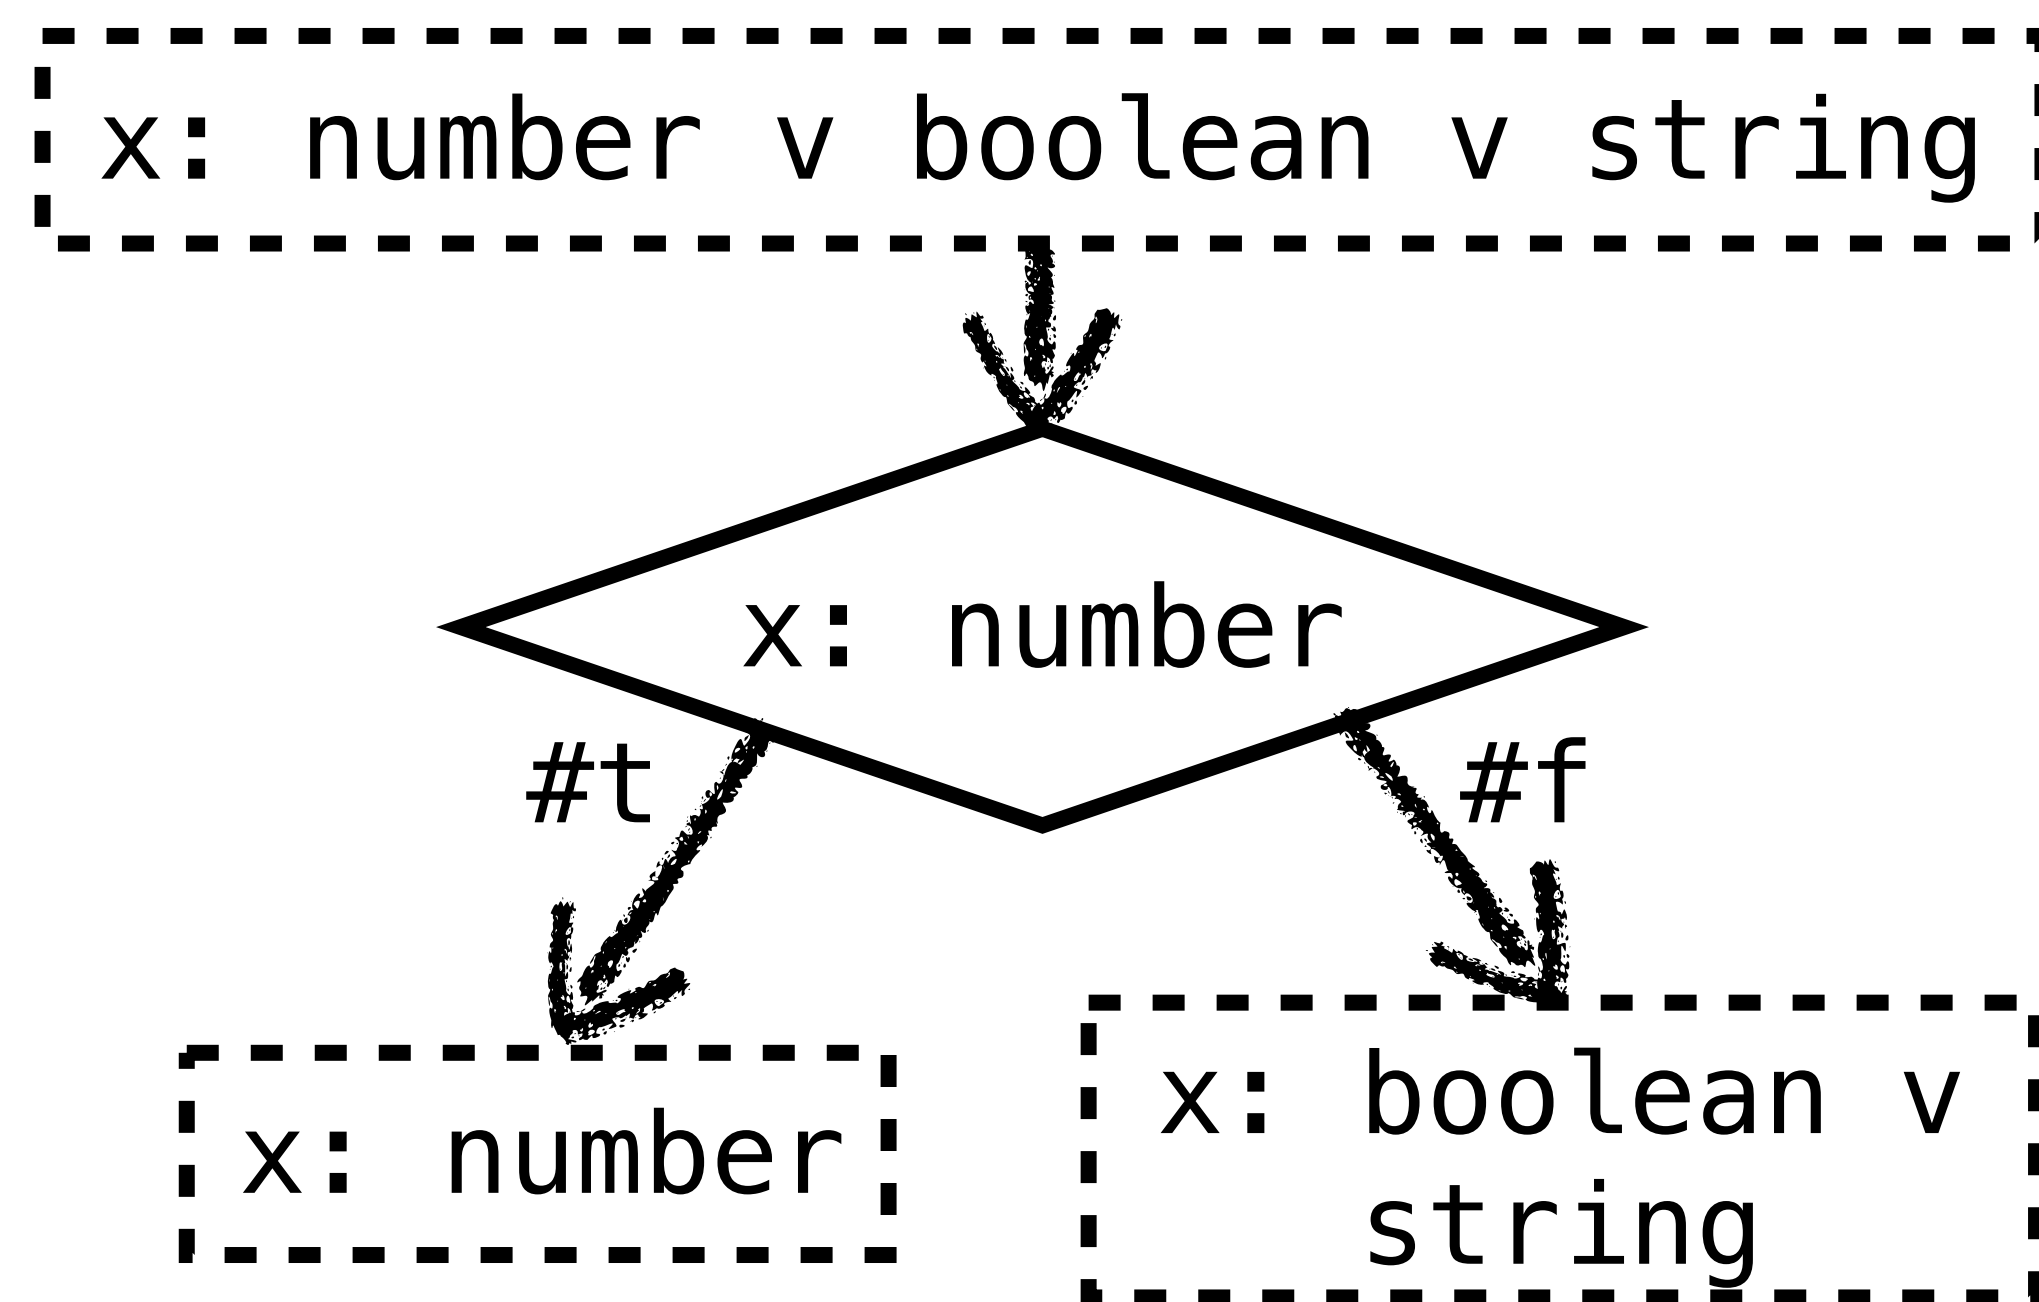 x: number v boolean v string
x: number
#t
#f
x: number
x: boolean v
string